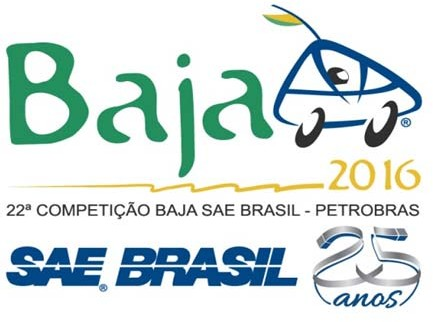 Baja
®
2016
22ª COMPETIÇÃO BAJA SAE BRASIL - PETROBRAS
SAE BRASIL
®
25
anos